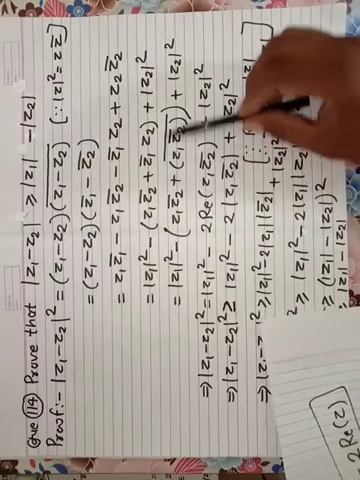 Que (114) Prove that |z₁-z₂| ≥ |z₁| - |z₂|
Proof:- |z₁-z₂|² = (z₁-z₂)(\overline{z₁-z₂}) [∵ |z|² = z z̅]
= (z₁-z₂)(z̅₁-z̅₂)
= z₁z̅₁ - z₁z̅₂ - z̅₁z₂ + z₂z̅₂
= |z₁|² - (z₁z̅₂ + z̅₁z₂) + |z₂|²
= |z₁|² - (z₁z̅₂ + (\overline{z₁z̅₂})) + |z₂|²
⇒ |z₁-z₂|² = |z₁|² - 2Re(z₁z̅₂) |z₂|²
⇒ |z₁-z₂|² ≥ |z₁|² - 2|z₁z̅₂| + |z₂|²
⇒ |z₁-z ² ≥ |z₁|² - 2|z₁||z̅₂| + |z₂|²
² ≥ |z₁|² - 2|z₁||z₂|
≥ (|z₁|-|z₂|)²
≥ |z₁|-|z₂|
2Re(z)